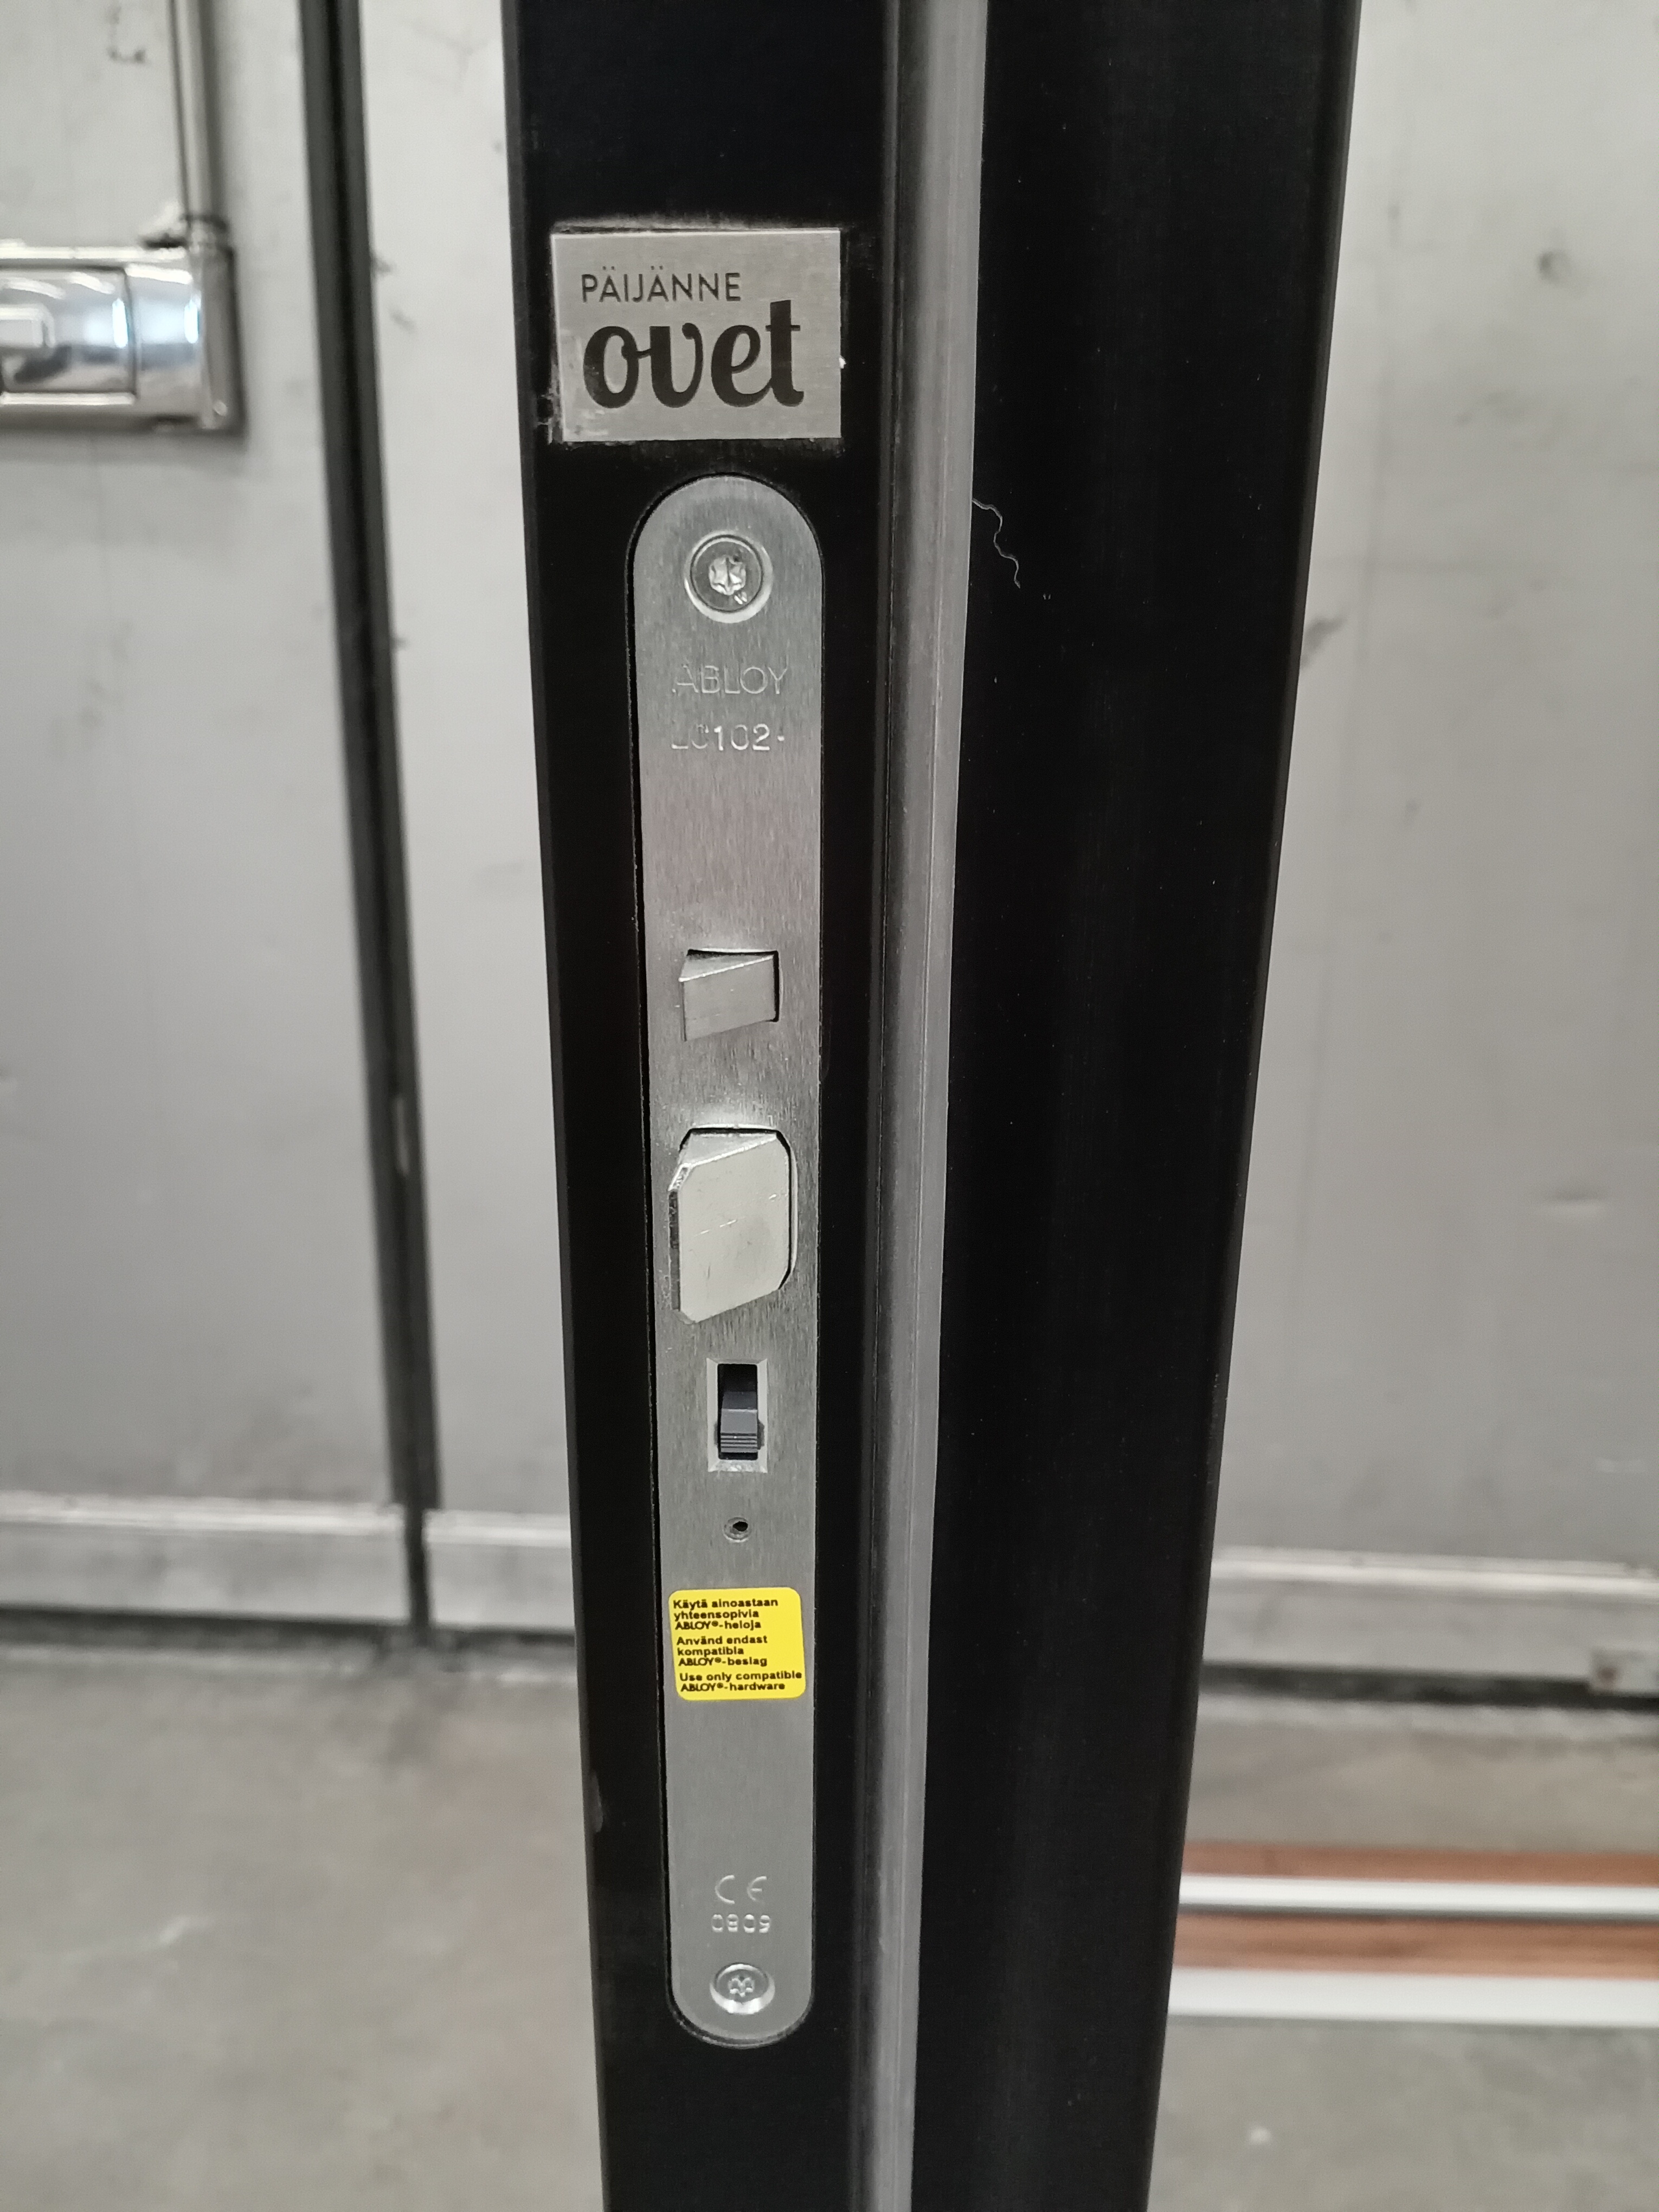 PÄIJÄNNE
ovet
ABLOY
LC102
Käytä ainoastaan
yhteensopivia
ABLOY®-heloja
Använd endast
kompatibla
ABLOY®-beslag
Use only compatible
ABLOY®-hardware
CE
0809